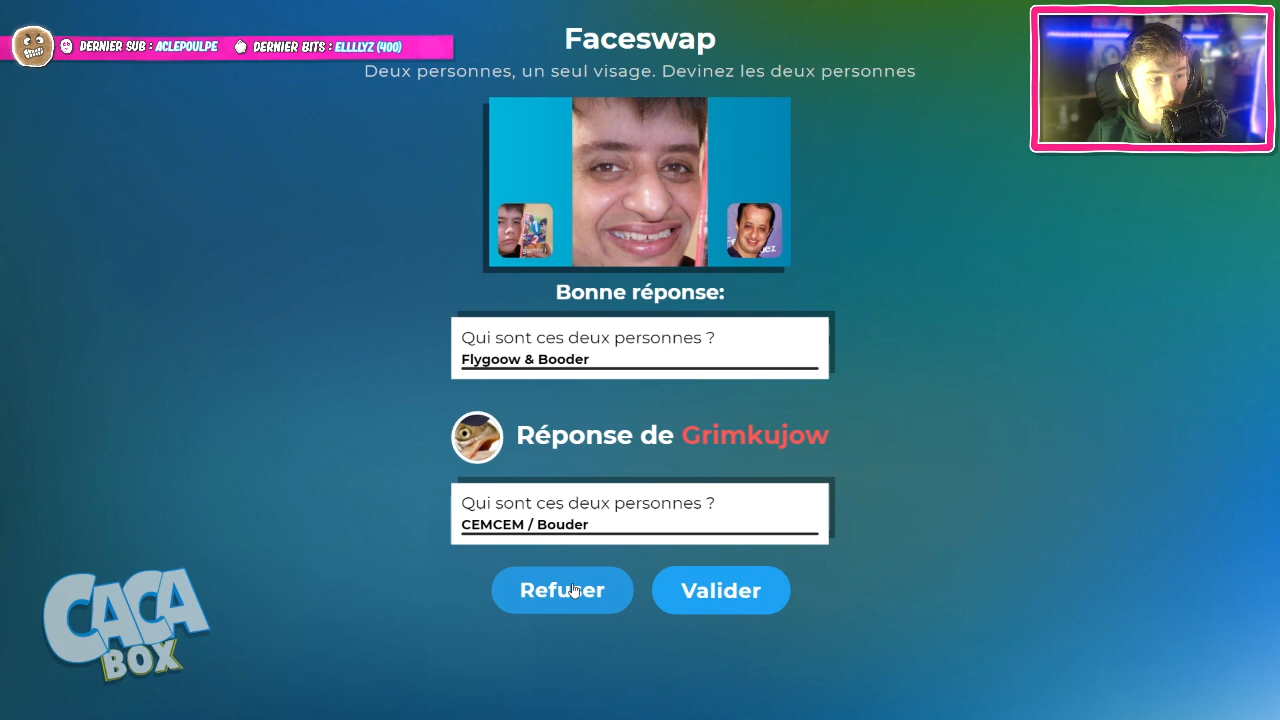 DERNIER SUB : ACLEPOULPE DERNIER BITS : ELLLLYZ (400)
Faceswap
Deux personnes, un seul visage. Devinez les deux personnes
Bonne réponse:
Qui sont ces deux personnes ?
Flygoow & Booder
Réponse de Grimkujow
Qui sont ces deux personnes ?
CEMCEM / Bouder
Refuser Valider
CACA
BOX